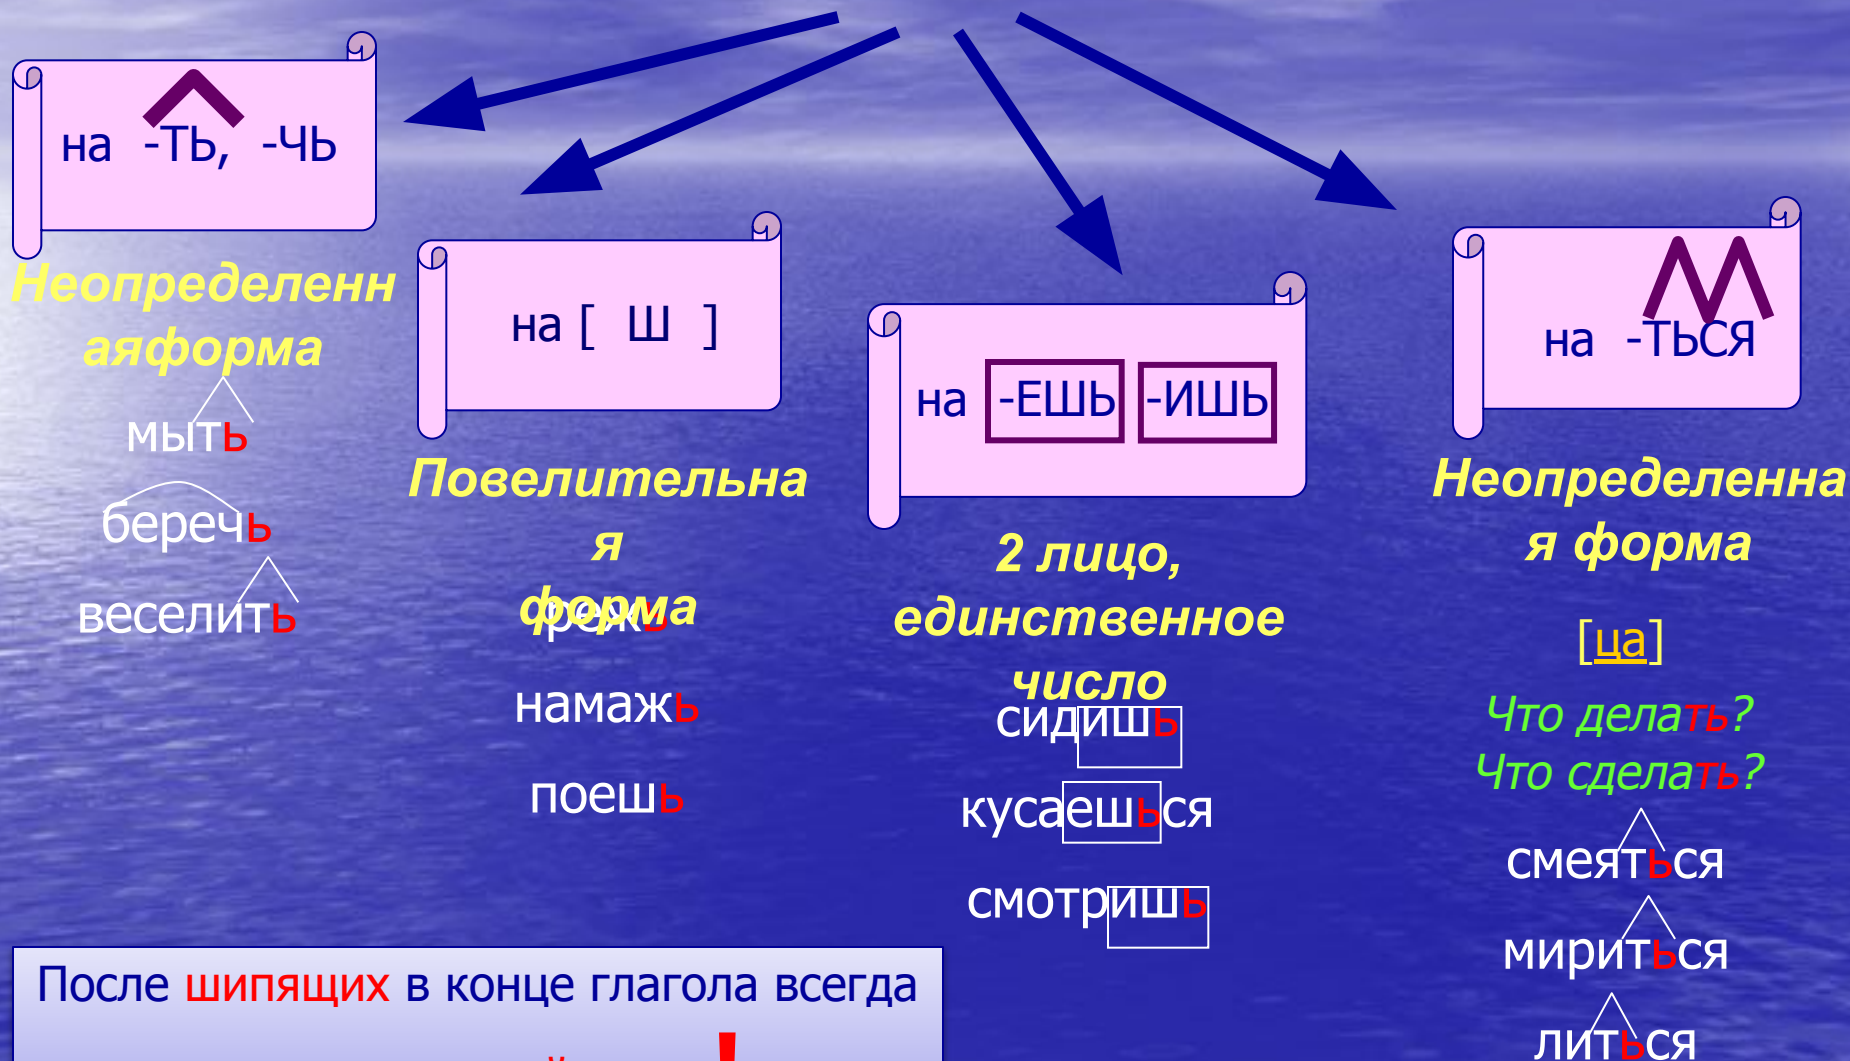 на -ТЬ, -ЧЬ
Неопределенн
аяформа
мыть
беречь
веселить
на [ Ш ]
Повелительна
я
форма
режь
намажь
поешь
на -ЕШЬ -ИШЬ
2 лицо,
единственное
число
сидишь
кусаешься
смотришь
на -ТЬСЯ
Неопределенна
я форма
[ца]
Что делать?
Что сделать?
смеяться
мириться
литься
После шипящих в конце глагола всегда
!